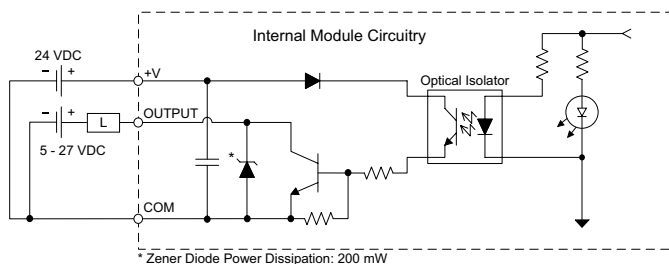 Internal Module Circuitry
24 VDC
− +
+V
Optical Isolator
− +
OUTPUT
L
5 - 27 VDC
*
COM
* Zener Diode Power Dissipation: 200 mW